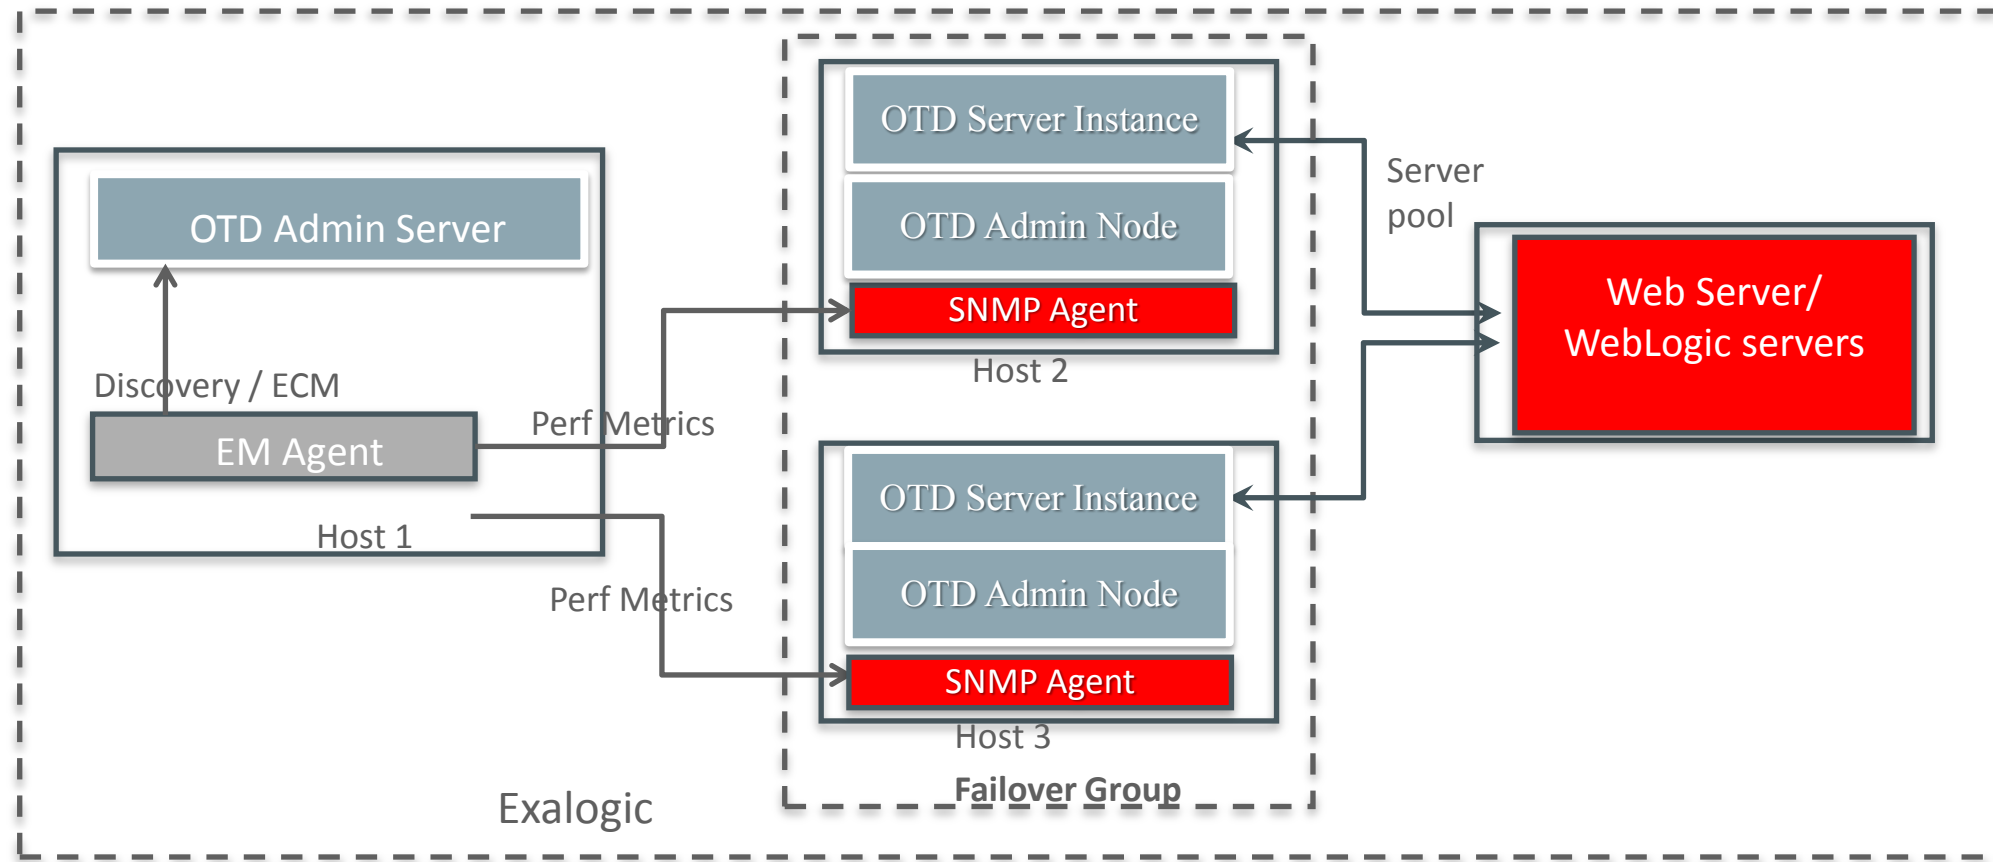 OTD Admin Server
Discovery / ECM
EM Agent
Host 1
Perf Metrics
Perf Metrics
OTD Server Instance
OTD Admin Node
SNMP Agent
Host 2
OTD Server Instance
OTD Admin Node
SNMP Agent
Host 3
Failover Group
Server
pool
Web Server/
WebLogic servers
Exalogic